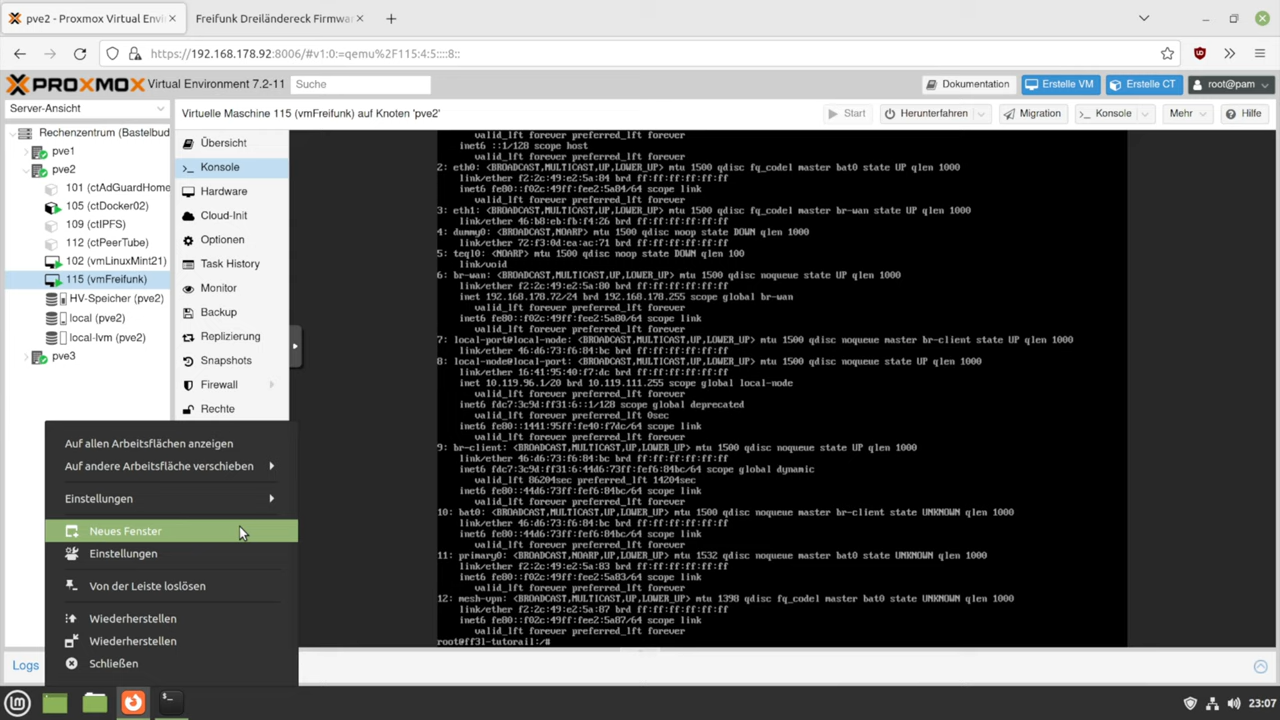 pve2 - Proxmox Virtual Envi
Freifunk Dreiländereck Firmwar
https://192.168.178.92:8006/#v1:0:=qemu%2F115:4:5::::8::
PROXMOX Virtual Environment 7.2-11
Suche
Dokumentation
Erstelle VM
Erstelle CT
root@pam
Server-Ansicht
Virtuelle Maschine 115 (vmFreifunk) auf Knoten 'pve2'
Start
Herunterfahren
Migration
Konsole
Mehr
Hilfe
Rechenzentrum (Bastelbud
pve1
pve2
101 (ctAdGuardHome
105 (ctDocker02)
109 (ctIPFS)
112 (ctPeerTube)
102 (vmLinuxMint21)
115 (vmFreifunk)
HV-Speicher (pve2)
local (pve2)
local-lvm (pve2)
pve3
Übersicht
Konsole
Hardware
Cloud-Init
Optionen
Task History
Monitor
Backup
Replizierung
Snapshots
Firewall
Rechte
valid_lft forever preferred_lft forever
inet6 ::1/128 scope host
valid_lft forever preferred_lft forever
2: eth0: <BROADCAST,MULTICAST,UP,LOWER_UP> mtu 1500 qdisc fq_codel master bat0 state UP qlen 1000
link/ether f2:2c:49:e2:5a:84 brd ff:ff:ff:ff:ff:ff
inet6 fe80::f02c:49ff:fee2:5a84/64 scope link
valid_lft forever preferred_lft forever
3: eth1: <BROADCAST,MULTICAST,UP,LOWER_UP> mtu 1500 qdisc fq_codel master br-wan state UP qlen 1000
link/ether 46:b8:eb:fb:f4:26 brd ff:ff:ff:ff:ff:ff
4: dummy0: <BROADCAST,NOARP> mtu 1500 qdisc noop state DOWN qlen 1000
link/ether 72:f3:0d:ea:ac:71 brd ff:ff:ff:ff:ff:ff
5: teql0: <NOARP> mtu 1500 qdisc noop state DOWN qlen 100
link/void
6: br-wan: <BROADCAST,MULTICAST,UP,LOWER_UP> mtu 1500 qdisc noqueue state UP qlen 1000
link/ether f2:2c:49:e2:5a:80 brd ff:ff:ff:ff:ff:ff
inet 192.168.178.72/24 brd 192.168.178.255 scope global br-wan
valid_lft forever preferred_lft forever
inet6 fe80::f02c:49ff:fee2:5a80/64 scope link
valid_lft forever preferred_lft forever
7: local-port@local-node: <BROADCAST,MULTICAST,UP,LOWER_UP> mtu 1500 qdisc noqueue master br-client state UP qlen 1000
link/ether 46:d6:73:f6:84:bc brd ff:ff:ff:ff:ff:ff
8: local-node@local-port: <BROADCAST,MULTICAST,UP,LOWER_UP> mtu 1500 qdisc noqueue state UP qlen 1000
link/ether 16:41:95:40:f7:dc brd ff:ff:ff:ff:ff:ff
inet 10.119.96.1/20 brd 10.119.111.255 scope global local-node
valid_lft forever preferred_lft forever
inet6 fdc7:3c9d:ff31:6::1/128 scope global deprecated
valid_lft forever preferred_lft 0sec
inet6 fe80::1441:95ff:fe40:f7dc/64 scope link
valid_lft forever preferred_lft forever
9: br-client: <BROADCAST,MULTICAST,UP,LOWER_UP> mtu 1500 qdisc noqueue state UP qlen 1000
link/ether 46:d6:73:f6:84:bc brd ff:ff:ff:ff:ff:ff
inet6 fdc7:3c9d:ff31:6:44d6:73ff:fef6:84bc/64 scope global dynamic
valid_lft 86204sec preferred_lft 14204sec
inet6 fe80::44d6:73ff:fef6:84bc/64 scope link
valid_lft forever preferred_lft forever
10: bat0: <BROADCAST,MULTICAST,UP,LOWER_UP> mtu 1500 qdisc noqueue master br-client state UNKNOWN qlen 1000
link/ether 46:d6:73:f6:84:bc brd ff:ff:ff:ff:ff:ff
inet6 fe80::44d6:73ff:fef6:84bc/64 scope link
valid_lft forever preferred_lft forever
11: primary0: <BROADCAST,NOARP,UP,LOWER_UP> mtu 1532 qdisc noqueue master bat0 state UNKNOWN qlen 1000
link/ether f2:2c:49:e2:5a:83 brd ff:ff:ff:ff:ff:ff
inet6 fe80::f02c:49ff:fee2:5a83/64 scope link
valid_lft forever preferred_lft forever
12: mesh-vpn: <BROADCAST,MULTICAST,UP,LOWER_UP> mtu 1398 qdisc fq_codel master bat0 state UNKNOWN qlen 1000
link/ether f2:2c:49:e2:5a:87 brd ff:ff:ff:ff:ff:ff
inet6 fe80::f02c:49ff:fee2:5a87/64 scope link
valid_lft forever preferred_lft forever
root@ff3l-tutorail:/#
Auf allen Arbeitsflächen anzeigen
Auf andere Arbeitsfläche verschieben
Einstellungen
Neues Fenster
Einstellungen
Von der Leiste loslösen
Wiederherstellen
Wiederherstellen
Schließen
Logs
23:07